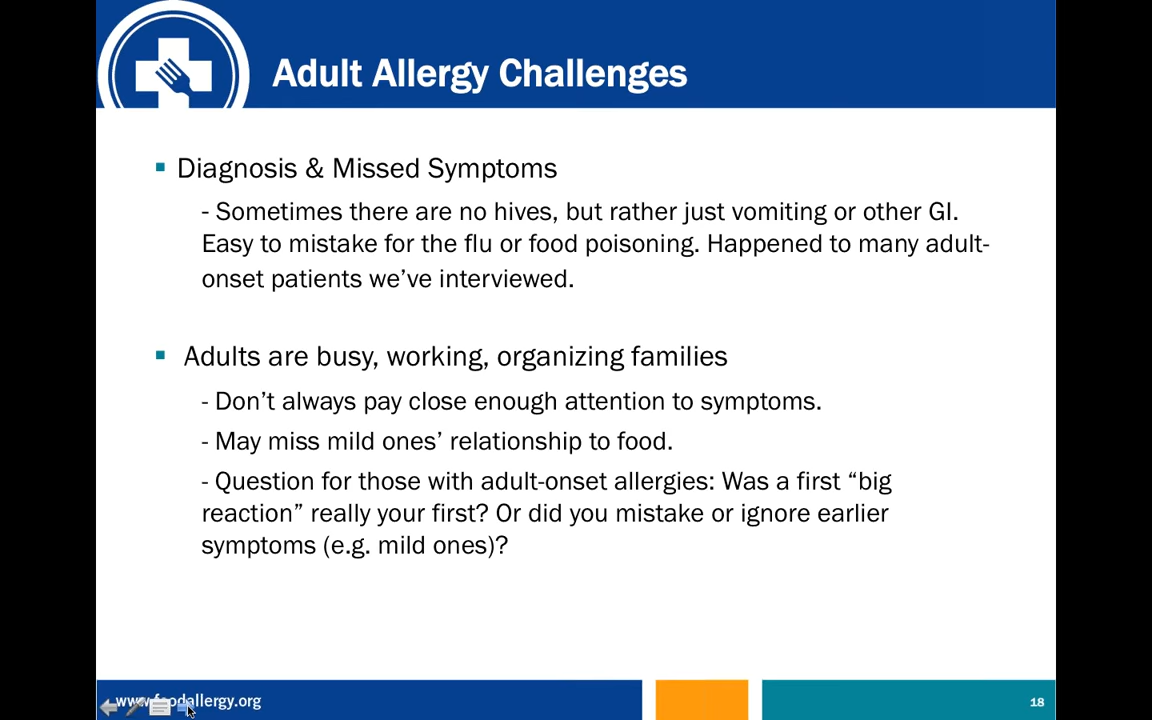 Adult Allergy Challenges
Diagnosis & Missed Symptoms
- Sometimes there are no hives, but rather just vomiting or other GI.
Easy to mistake for the flu or food poisoning. Happened to many adult-
onset patients we’ve interviewed.
Adults are busy, working, organizing families
- Don’t always pay close enough attention to symptoms.
- May miss mild ones’ relationship to food.
- Question for those with adult-onset allergies: Was a first “big
reaction” really your first? Or did you mistake or ignore earlier
symptoms (e.g. mild ones)?
www.foodallergy.org
18